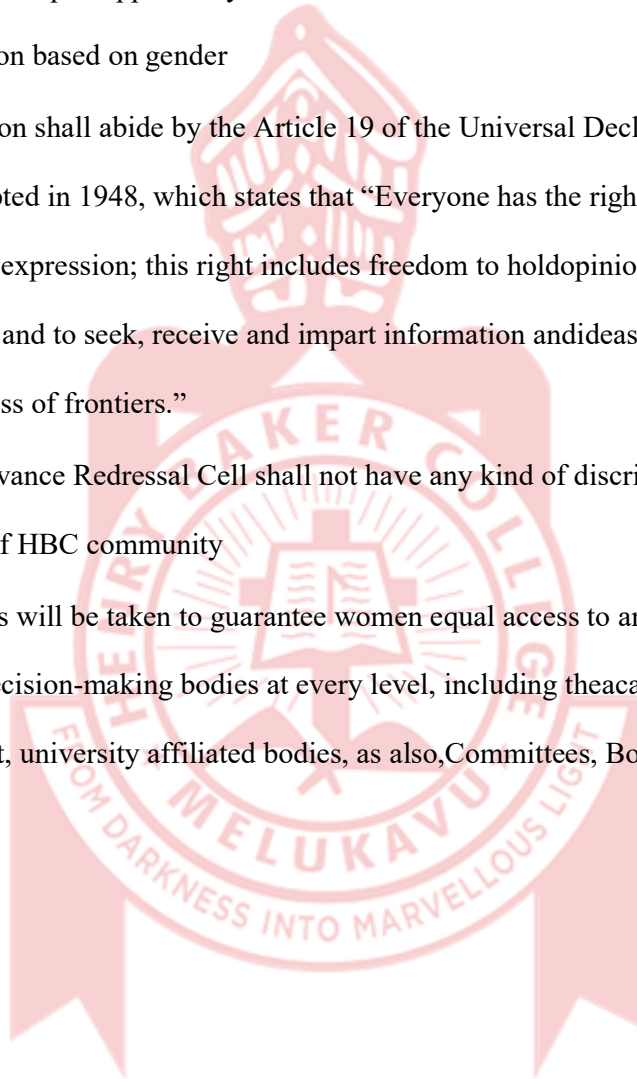 on based on gender
on shall abide by the Article 19 of the Universal Decl
ted in 1948, which states that “Everyone has the righ
expression; this right includes freedom to holdopinio
and to seek, receive and impart information andideas
ss of frontiers.”
vance Redressal Cell shall not have any kind of discri
f HBC community
s will be taken to guarantee women equal access to ar
ecision-making bodies at every level, including theaca
t, university affiliated bodies, as also,Committees, Bo
HENRY BAKER COLLEGE
MELUKAVU
FROM DARKNESS INTO MARVELLOUS LIGHT